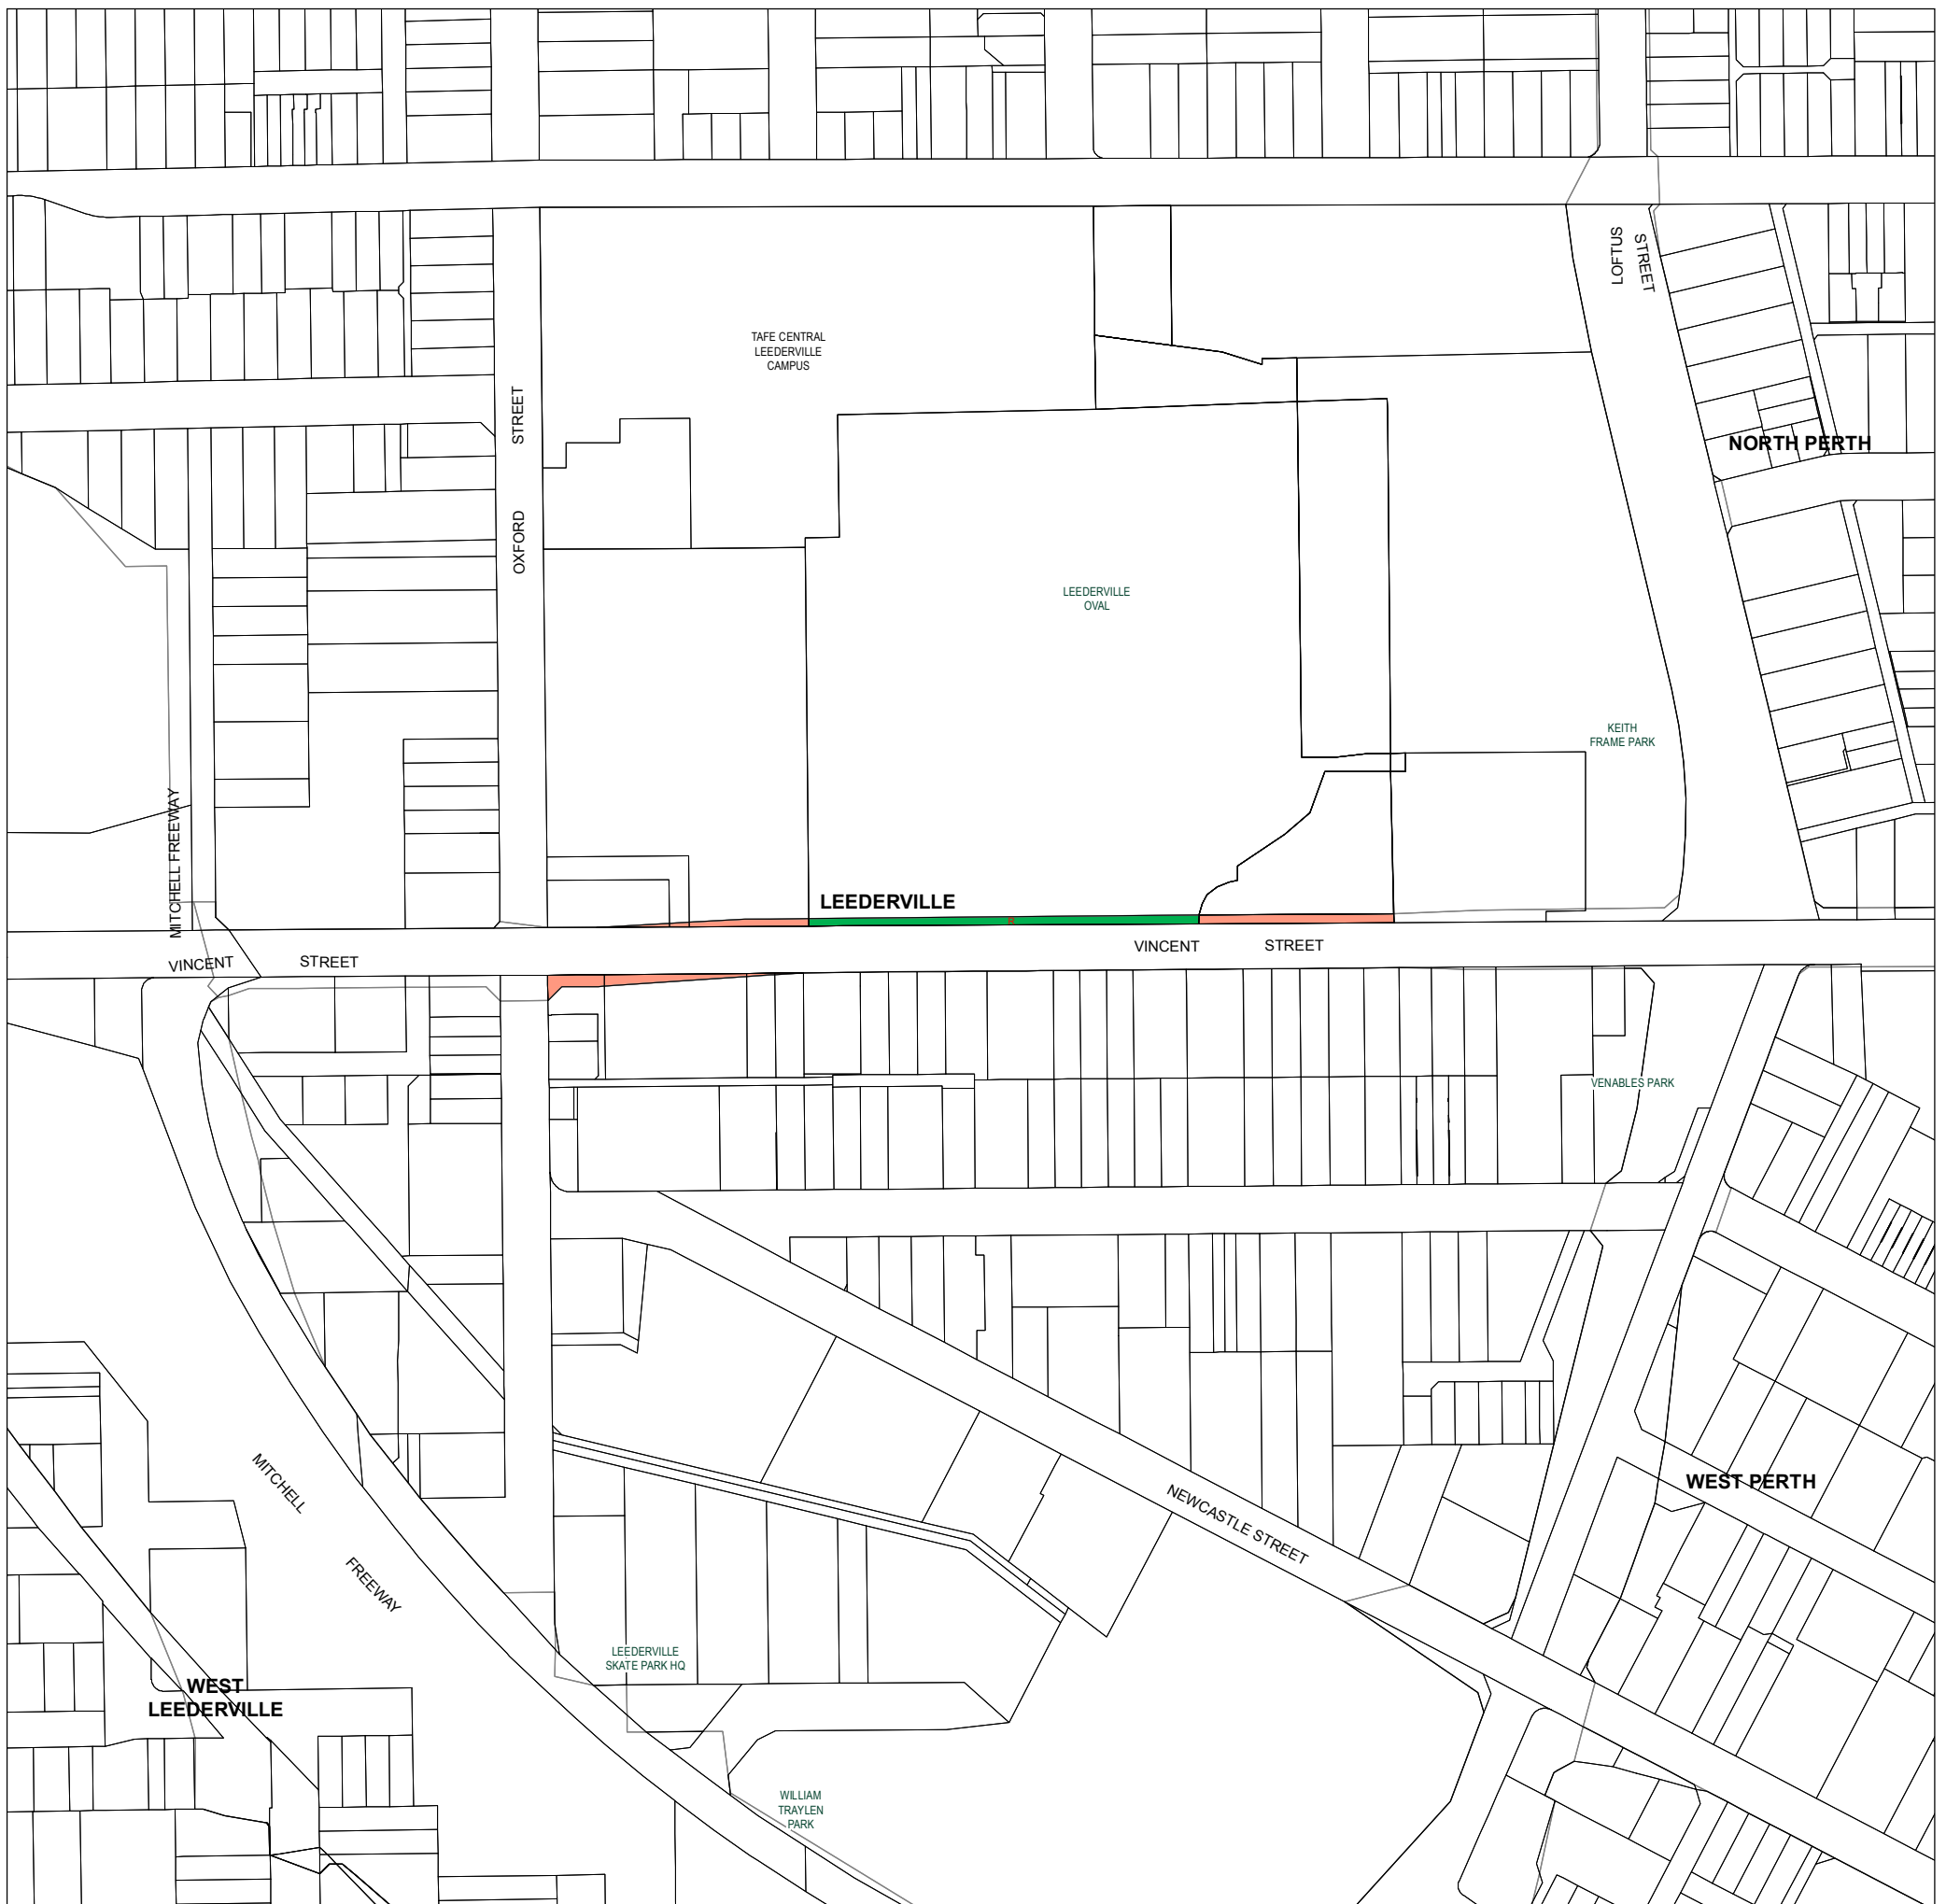 LOFTUS
STREET
TAFE CENTRAL
LEEDERVILLE
CAMPUS
OXFORD STREET
NORTH PERTH
LEEDERVILLE
OVAL
KEITH
FRAME PARK
MITCHELL FREEWAY
LEEDERVILLE
R
VINCENT STREET
VINCENT STREET
VENABLES PARK
MITCHELL
FREEWAY
NEWCASTLE STREET
WEST PERTH
LEEDERVILLE
SKATE PARK HQ
WEST
LEEDERVILLE
WILLIAM
TRAYLEN
PARK